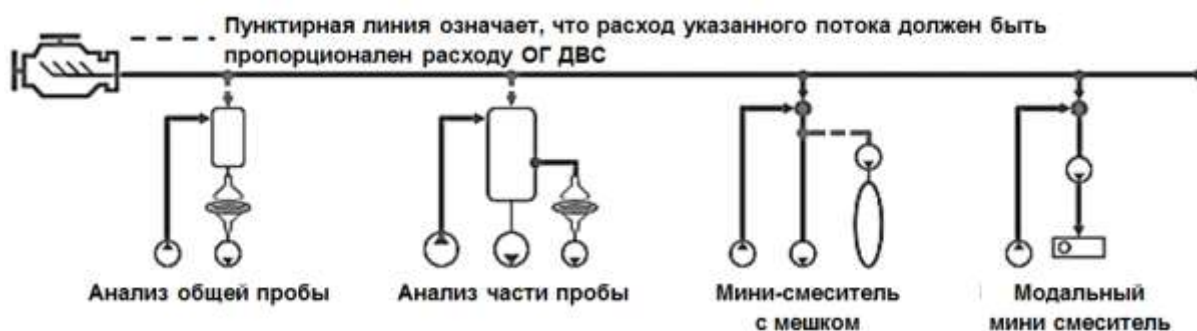 Пунктирная линия означает, что расход указанного потока должен быть
пропорционален расходу ОГ ДВС
Анализ общей пробы
Анализ части пробы
Мини-смеситель
с мешком
Модальный
мини смеситель